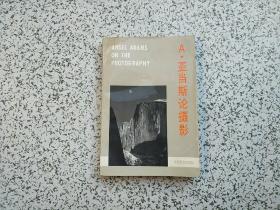 ANSEL ADAMS
ON THE
PHOTOGRAPHY
A·亚当斯论摄影